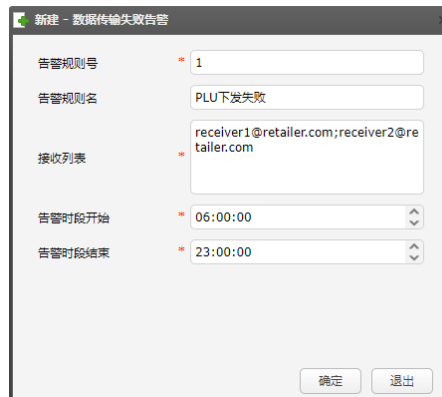 新建 - 数据传输失败告警
告警规则号 * 1
告警规则名 PLU下发失败
接收列表 * receiver1@retailer.com;receiver2@re
tailer.com
告警时段开始 * 06:00:00
告警时段结束 * 23:00:00
确定 退出